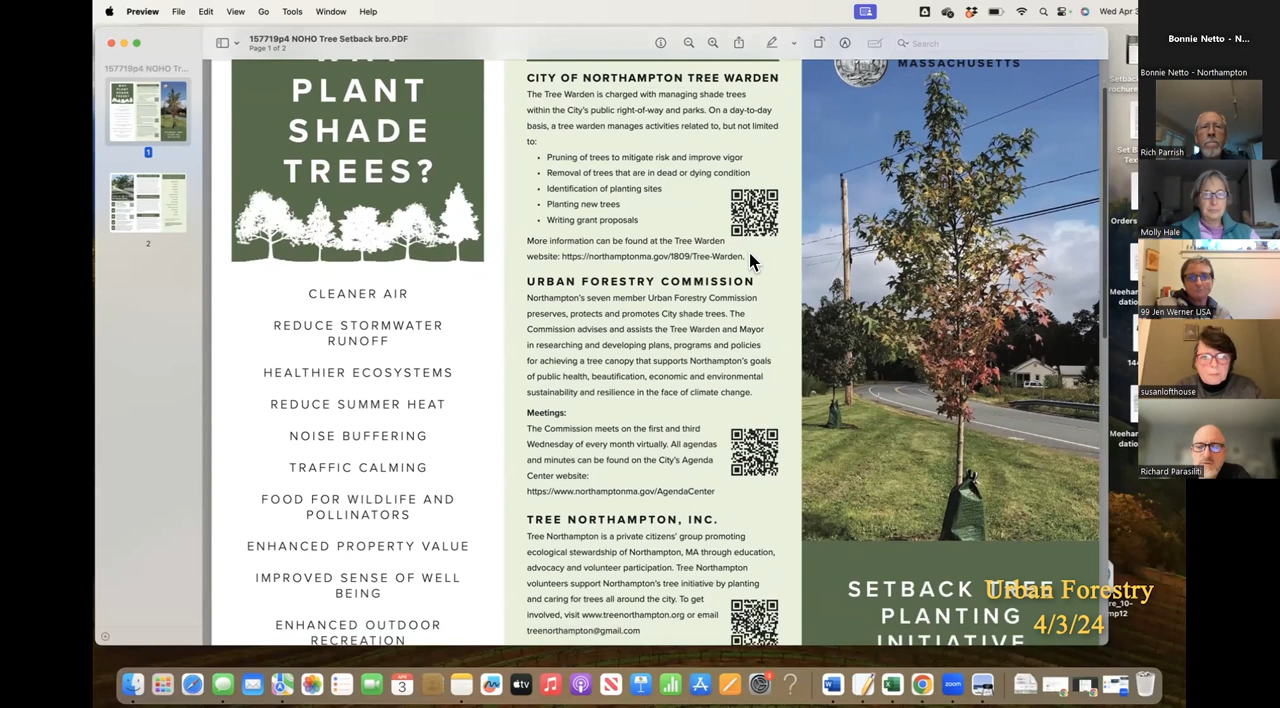 Preview File Edit View Go Tools Window Help
157719p4 NOHO Tree Setback bro.PDF
Page 1 of 2
Search
157719p4 NOHO Tr...
1
2
PLANT
SHADE
TREES?
CLEANER AIR
REDUCE STORMWATER
RUNOFF
HEALTHIER ECOSYSTEMS
REDUCE SUMMER HEAT
NOISE BUFFERING
TRAFFIC CALMING
FOOD FOR WILDLIFE AND
POLLINATORS
ENHANCED PROPERTY VALUE
IMPROVED SENSE OF WELL
BEING
ENHANCED OUTDOOR
RECREATION
CITY OF NORTHAMPTON TREE WARDEN
The Tree Warden is charged with managing shade trees
within the City's public right-of-way and parks. On a day-to-day
basis, a tree warden manages activities related to, but not limited
to:
• Pruning of trees to mitigate risk and improve vigor
• Removal of trees that are in dead or dying condition
• Identification of planting sites
• Planting new trees
• Writing grant proposals
More information can be found at the Tree Warden
website: https://northamptonma.gov/1809/Tree-Warden.
URBAN FORESTRY COMMISSION
Northampton's seven member Urban Forestry Commission
preserves, protects and promotes City shade trees. The
Commission advises and assists the Tree Warden and Mayor
in researching and developing plans, programs and policies
for achieving a tree canopy that supports Northampton's goals
of public health, beautification, economic and environmental
sustainability and resilience in the face of climate change.
Meetings:
The Commission meets on the first and third
Wednesday of every month virtually. All agendas
and minutes can be found on the City's Agenda
Center website:
https://www.northamptonma.gov/AgendaCenter
TREE NORTHAMPTON, INC.
Tree Northampton is a private citizens' group promoting
ecological stewardship of Northampton, MA through education,
advocacy and volunteer participation. Tree Northampton
volunteers support Northampton's tree initiative by planting
and caring for trees all around the city. To get
involved, visit www.treenorthampton.org or email
treenorthampton@gmail.com
MASSACHUSETTS
SETBACK TREE
PLANTING
INITIATIVE
Urban Forestry
4/3/24
Wed Apr
Bonnie Netto - N...
Bonnie Netto - Northampton
Rich Parrish
Molly Hale
99 Jen Werner USA
susanlofthouse
Richard Parasiliti
Orders
APR
3
tv
zoom